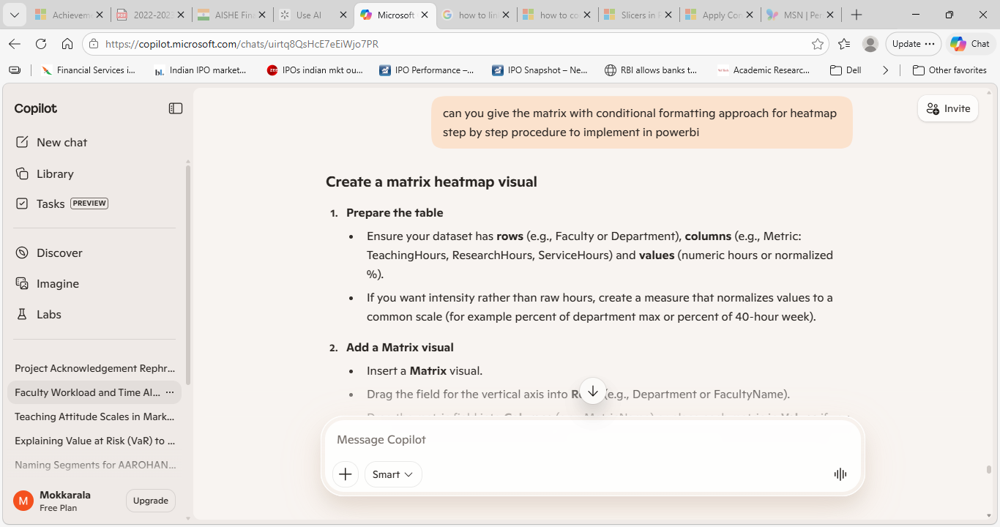 Achievem
2022-202
AISHE Fin
Use AI
Microsoft
how to lin
how to co
Slicers in
Apply Con
MSN | Per
https://copilot.microsoft.com/chats/uirtq8QsHcE7eEiWjo7PR
Update
Chat
Financial Services i...
bl. Indian IPO market...
ZEE IPOs indian mkt ou...
IPO Performance –...
IPO Snapshot – Ne...
RBI allows banks t...
Academic Researc...
Dell
Other favorites
Copilot
New chat
Library
Tasks PREVIEW
Discover
Imagine
Labs
Project Acknowledgement Rephr...
Faculty Workload and Time Al... ...
Teaching Attitude Scales in Mark...
Explaining Value at Risk (VaR) to ...
Naming Segments for AAROHAN...
M
Mokkarala
Free Plan
Upgrade
Invite
can you give the matrix with conditional formatting approach for heatmap
step by step procedure to implement in powerbi
Create a matrix heatmap visual
1. Prepare the table
• Ensure your dataset has rows (e.g., Faculty or Department), columns (e.g., Metric:
TeachingHours, ResearchHours, ServiceHours) and values (numeric hours or normalized
%).
• If you want intensity rather than raw hours, create a measure that normalizes values to a
common scale (for example percent of department max or percent of 40-hour week).
2. Add a Matrix visual
• Insert a Matrix visual.
• Drag the field for the vertical axis into (e.g., Department or FacultyName).
Message Copilot
Smart